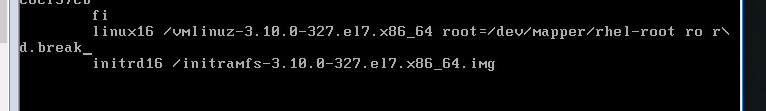 fi
linux16 /vmlinuz-3.10.0-327.el7.x86_64 root=/dev/mapper/rhel-root ro r\
d.break_
initrd16 /initramfs-3.10.0-327.el7.x86_64.img